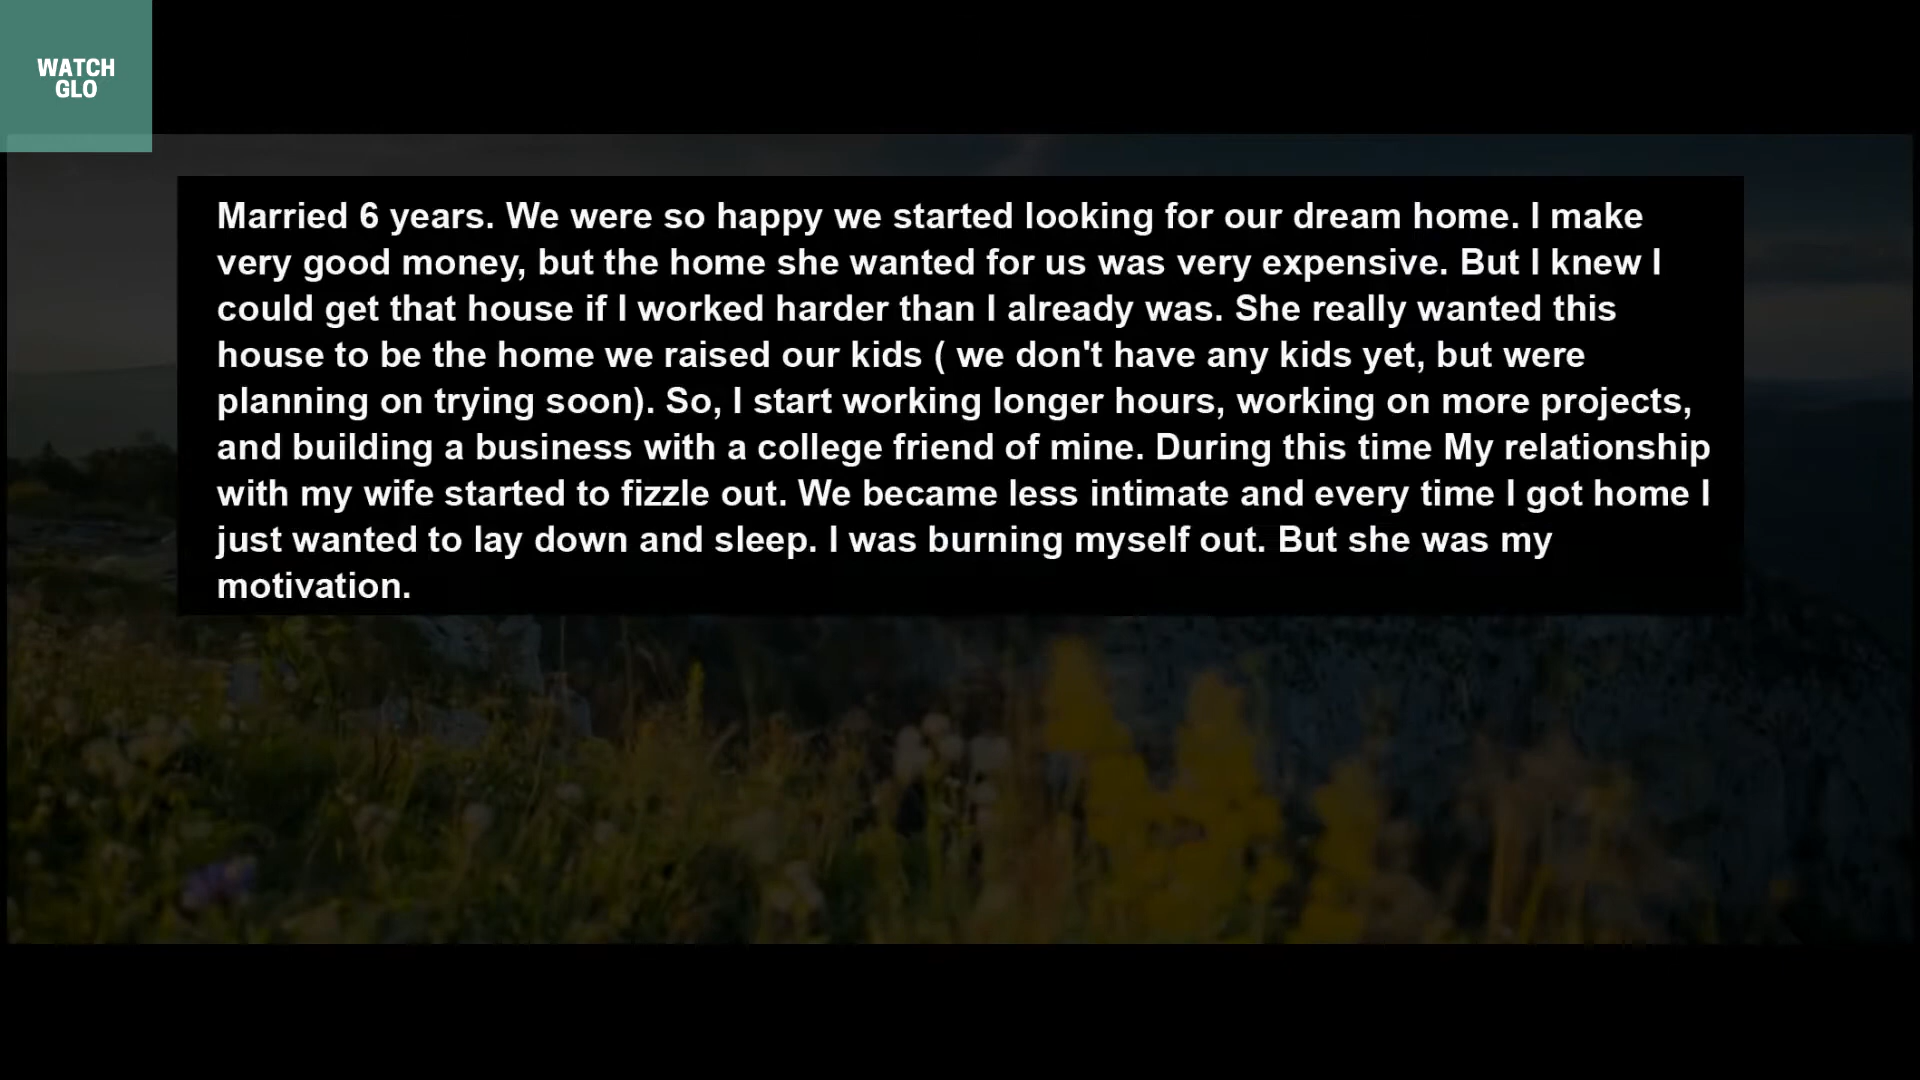 WATCH
GLO
Married 6 years. We were so happy we started looking for our dream home. I make
very good money, but the home she wanted for us was very expensive. But I knew I
could get that house if I worked harder than I already was. She really wanted this
house to be the home we raised our kids ( we don't have any kids yet, but were
planning on trying soon). So, I start working longer hours, working on more projects,
and building a business with a college friend of mine. During this time My relationship
with my wife started to fizzle out. We became less intimate and every time I got home I
just wanted to lay down and sleep. I was burning myself out. But she was my
motivation.